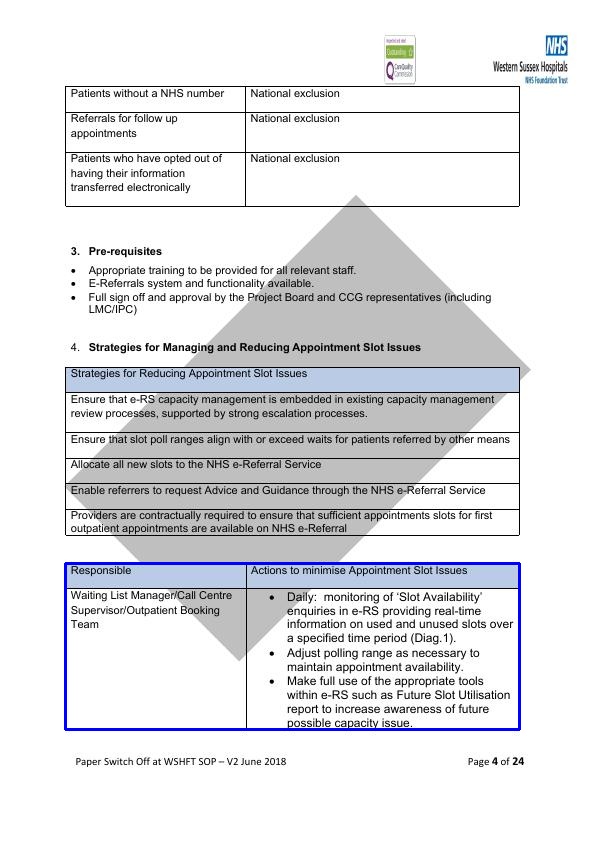 Inspected and rated
Outstanding
CareQuality
Commission
NHS
Western Sussex Hospitals
NHS Foundation Trust
Patients without a NHS number National exclusion
Referrals for follow up National exclusion
appointments
Patients who have opted out of National exclusion
having their information
transferred electronically
3. Pre-requisites
• Appropriate training to be provided for all relevant staff.
• E-Referrals system and functionality available.
• Full sign off and approval by the Project Board and CCG representatives (including
LMC/IPC)
4. Strategies for Managing and Reducing Appointment Slot Issues
Strategies for Reducing Appointment Slot Issues
Ensure that e-RS capacity management is embedded in existing capacity management
review processes, supported by strong escalation processes.
Ensure that slot poll ranges align with or exceed waits for patients referred by other means
Allocate all new slots to the NHS e-Referral Service
Enable referrers to request Advice and Guidance through the NHS e-Referral Service
Providers are contractually required to ensure that sufficient appointments slots for first
outpatient appointments are available on NHS e-Referral
Responsible Actions to minimise Appointment Slot Issues
Waiting List Manager/Call Centre
Supervisor/Outpatient Booking
Team
• Daily: monitoring of ‘Slot Availability’
enquiries in e-RS providing real-time
information on used and unused slots over
a specified time period (Diag.1).
• Adjust polling range as necessary to
maintain appointment availability.
• Make full use of the appropriate tools
within e-RS such as Future Slot Utilisation
report to increase awareness of future
possible capacity issue.
Paper Switch Off at WSHFT SOP – V2 June 2018 Page 4 of 24